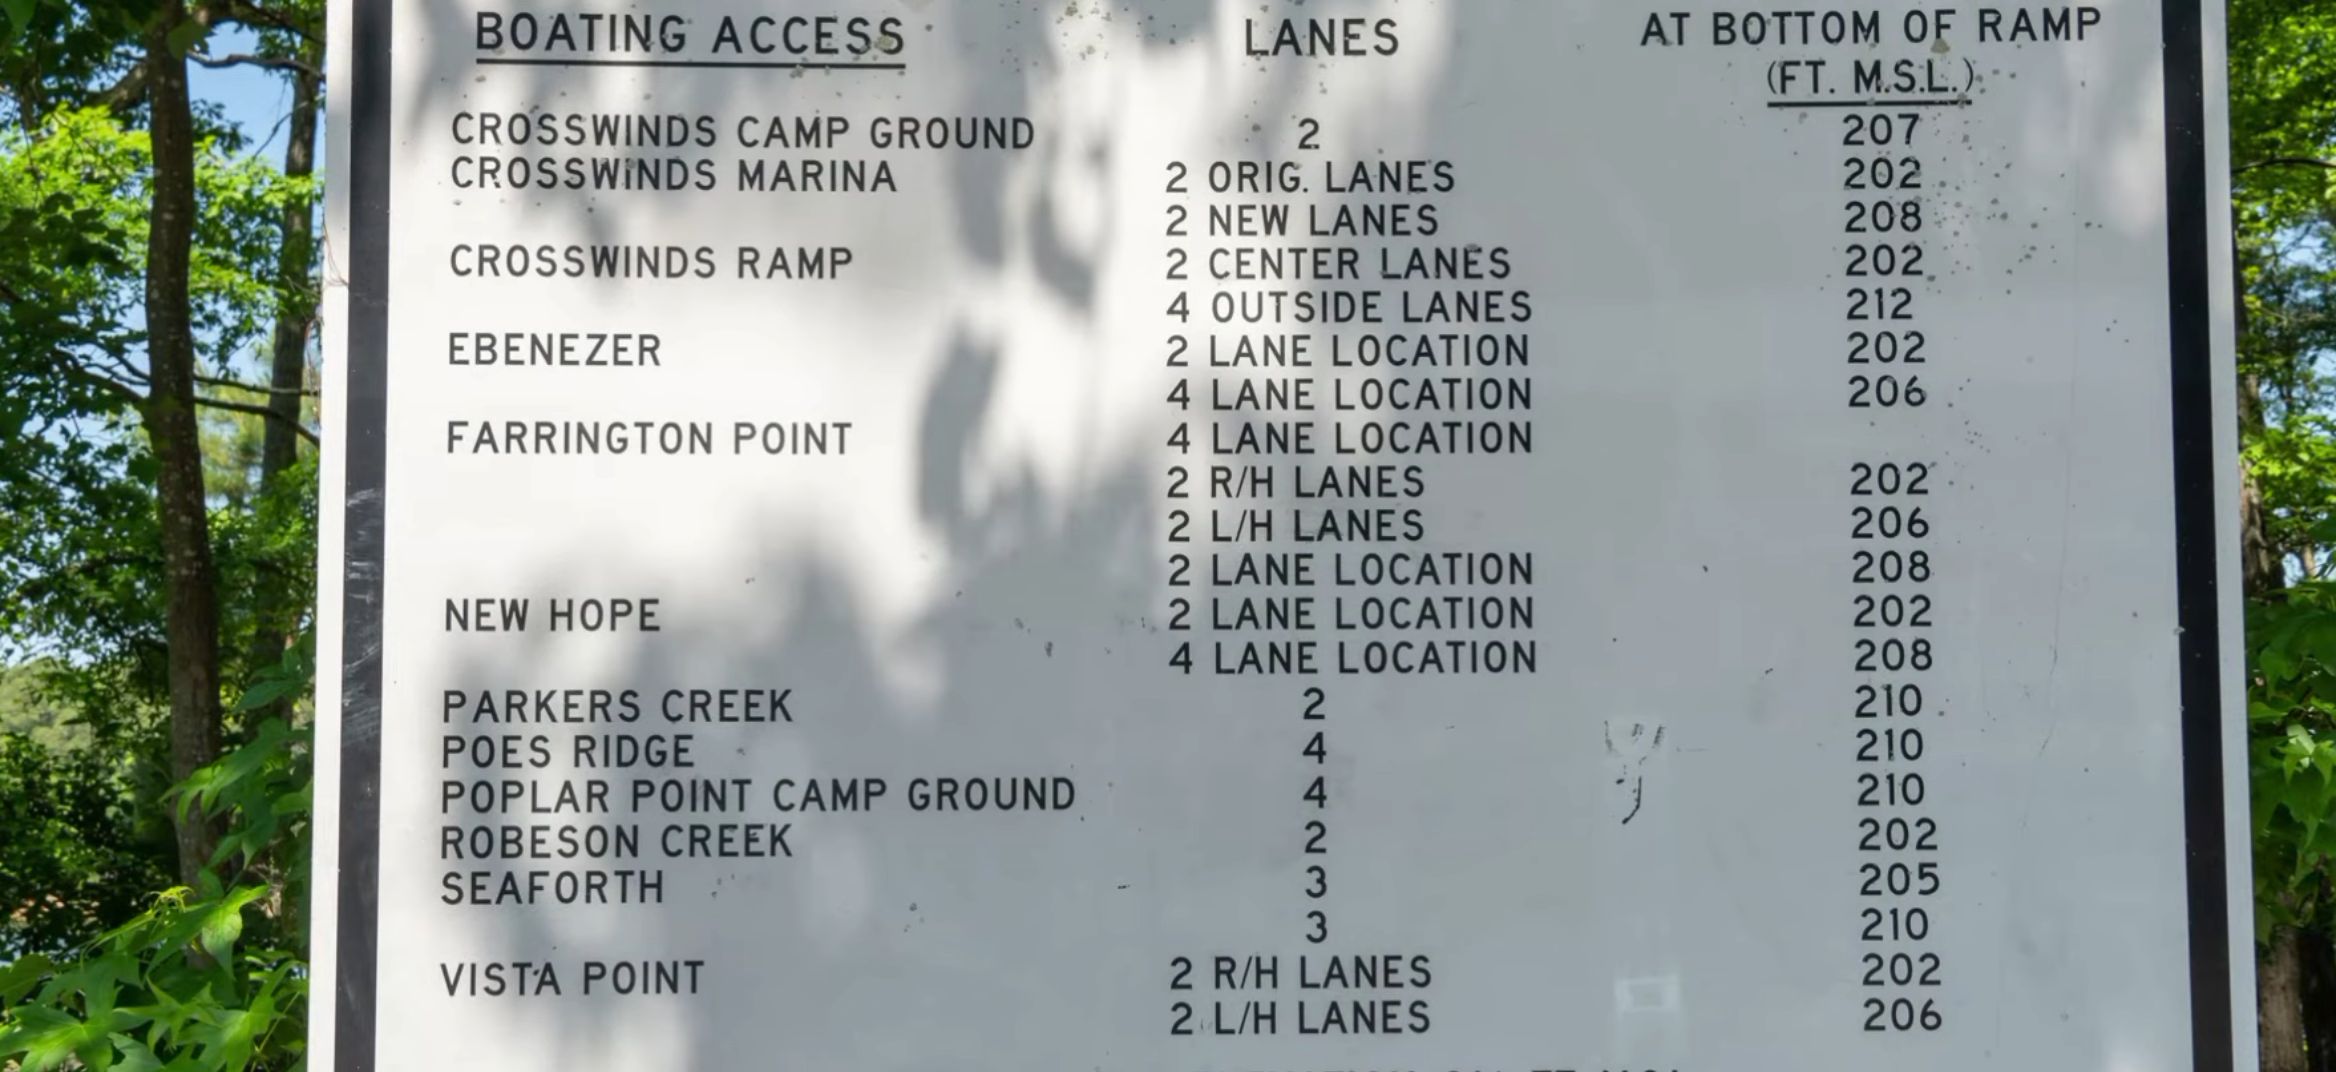 BOATING ACCESS LANES AT BOTTOM OF RAMP
(FT. M.S.L.)
CROSSWINDS CAMP GROUND 2 207
CROSSWINDS MARINA 2 ORIG. LANES 202
2 NEW LANES 208
CROSSWINDS RAMP 2 CENTER LANES 202
4 OUTSIDE LANES 212
EBENEZER 2 LANE LOCATION 202
4 LANE LOCATION 206
FARRINGTON POINT 4 LANE LOCATION
2 R/H LANES 202
2 L/H LANES 206
2 LANE LOCATION 208
NEW HOPE 2 LANE LOCATION 202
4 LANE LOCATION 208
PARKERS CREEK 2 210
POES RIDGE 4 210
POPLAR POINT CAMP GROUND 4 210
ROBESON CREEK 2 202
SEAFORTH 3 205
3 210
VISTA POINT 2 R/H LANES 202
2 L/H LANES 206